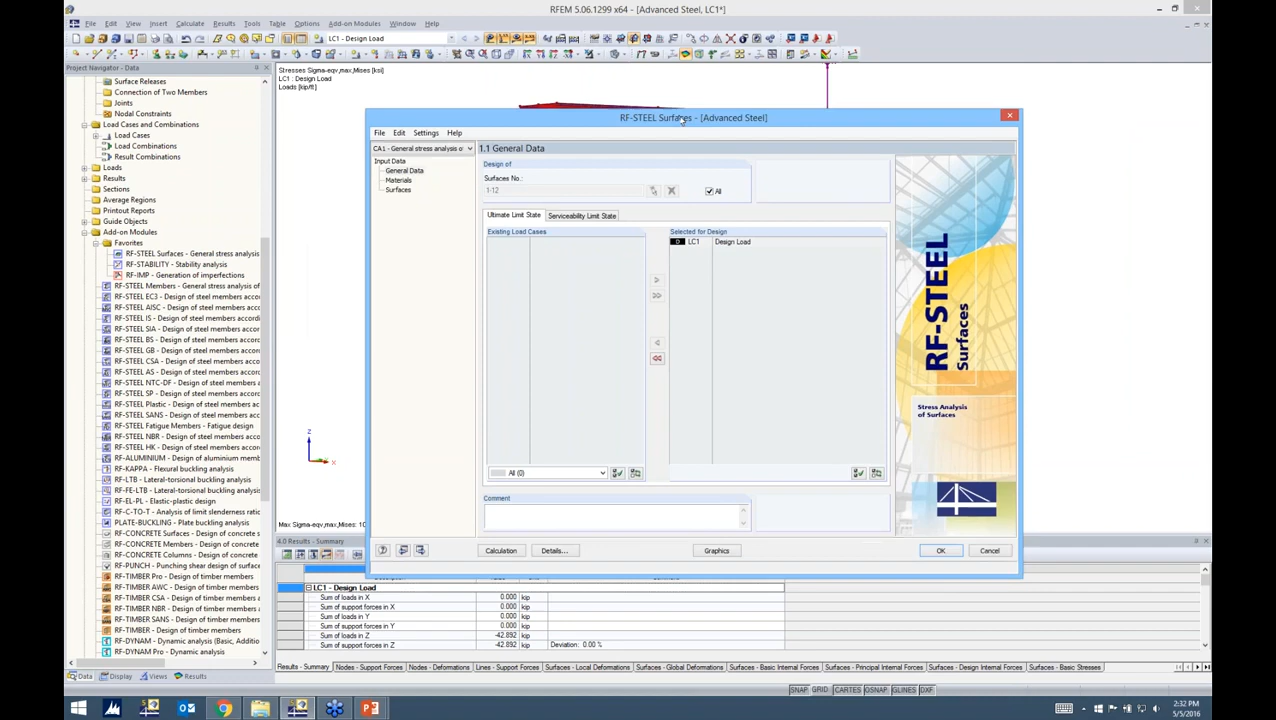 RFEM 5.06.1299 x64 - [Advanced Steel, LC1*]
File Edit View Insert Calculate Results Tools Table Options Add-on Modules Window Help
LC1 - Design Load
Project Navigator - Data
Surface Releases
Connection of Two Members
Joints
Nodal Constraints
Load Cases and Combinations
Load Cases
Load Combinations
Result Combinations
Loads
Results
Sections
Average Regions
Printout Reports
Guide Objects
Add-on Modules
Favorites
RF-STEEL Surfaces - General stress analysis
RF-STABILITY - Stability analysis
RF-IMP - Generation of imperfections
RF-STEEL Members - General stress analysis of
RF-STEEL EC3 - Design of steel members accor
RF-STEEL AISC - Design of steel members acco
RF-STEEL IS - Design of steel members accordi
RF-STEEL SIA - Design of steel members accor
RF-STEEL BS - Design of steel members accord
RF-STEEL GB - Design of steel members accord
RF-STEEL CSA - Design of steel members acco
RF-STEEL AS - Design of steel members accord
RF-STEEL NTC-DF - Design of steel members a
RF-STEEL SP - Design of steel members accord
RF-STEEL Plastic - Design of steel members acc
RF-STEEL SANS - Design of steel members acc
RF-STEEL Fatigue Members - Fatigue design
RF-STEEL NBR - Design of steel members acco
RF-STEEL HK - Design of steel members accor
RF-ALUMINIUM - Design of aluminum membe
RF-KAPPA - Flexural buckling analysis
RF-LTB - Lateral-torsional buckling analysis
RF-FE-LTB - Lateral-torsional buckling analysis
RF-EL-PL - Elastic-plastic design
RF-C-TO-T - Analysis of limit slenderness ratio
PLATE-BUCKLING - Plate buckling analysis
RF-CONCRETE Surfaces - Design of concrete s
RF-CONCRETE Members - Design of concrete
RF-CONCRETE Columns - Design of concrete
RF-PUNCH - Punching shear design of surface
RF-TIMBER Pro - Design of timber members
RF-TIMBER AWC - Design of timber members
RF-TIMBER CSA - Design of timber members a
RF-TIMBER NBR - Design of timber members a
RF-TIMBER SANS - Design of timber members
RF-TIMBER - Design of timber members
RF-DYNAM - Dynamic analysis (Basic, Additio
RF-DYNAM Pro - Dynamic analysis
Data Display Views Results
Stresses Sigma-eqv,max,Mises [ksi]
LC1 : Design Load
Loads [kip/ft]
Z
X
Max Sigma-eqv,max,Mises: 10
RF-STEEL Surfaces - [Advanced Steel]
File Edit Settings Help
CA1 - General stress analysis o
Input Data
General Data
Materials
Surfaces
1.1 General Data
Design of
Surfaces No.:
1-12
All
Ultimate Limit State Serviceability Limit State
Existing Load Cases
Selected for Design
D LC1 Design Load
All (0)
Comment
RF-STEEL
Surfaces
Stress Analysis
of Surfaces
Calculation Details... Graphics OK Cancel
4.0 Results - Summary
LC1 - Design Load
Sum of loads in X 0.000 kip
Sum of support forces in X 0.000 kip
Sum of loads in Y 0.000 kip
Sum of support forces in Y 0.000 kip
Sum of loads in Z -42.892 kip
Sum of support forces in Z -42.892 kip Deviation: 0.00 %
Results - Summary Nodes - Support Forces Nodes - Deformations Lines - Support Forces Surfaces - Local Deformations Surfaces - Global Deformations Surfaces - Basic Internal Forces Surfaces - Principal Internal Forces Surfaces - Design Internal Forces Surfaces - Basic Stresses
SNAP GRID CARTES OSNAP GLINES DXF
2:32 PM
5/5/2016